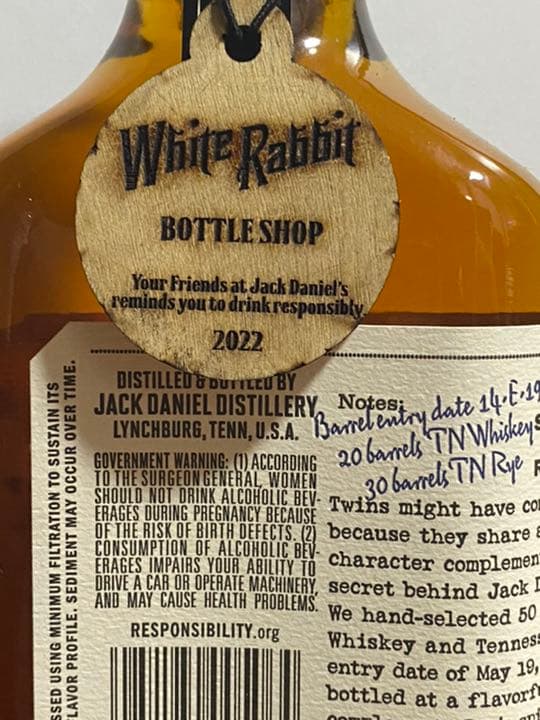 White Rabbit
BOTTLE SHOP
Your Friends at Jack Daniel's
reminds you to drink responsibly.
2022
DISTILLED & BOTTLED BY
JACK DANIEL DISTILLERY
LYNCHBURG, TENN, U.S.A.
GOVERNMENT WARNING: (1) ACCORDING
TO THE SURGEON GENERAL, WOMEN
SHOULD NOT DRINK ALCOHOLIC BEV-
ERAGES DURING PREGNANCY BECAUSE
OF THE RISK OF BIRTH DEFECTS. (2)
CONSUMPTION OF ALCOHOLIC BEV-
ERAGES IMPAIRS YOUR ABILITY TO
DRIVE A CAR OR OPERATE MACHINERY,
AND MAY CAUSE HEALTH PROBLEMS.
RESPONSIBILITY.org
USING MINIMUM FILTRATION TO SUSTAIN ITS
FLAVOR PROFILE. SEDIMENT MAY OCCUR OVER TIME.
Notes:
Barrel entry date 14·E·19
20 barrels TN Whiskey
30 barrels TN Rye
Twins might have
because they share
character
secret behind Jack
We hand-selected 50
Whiskey and
entry date of May 19,
bottled at a